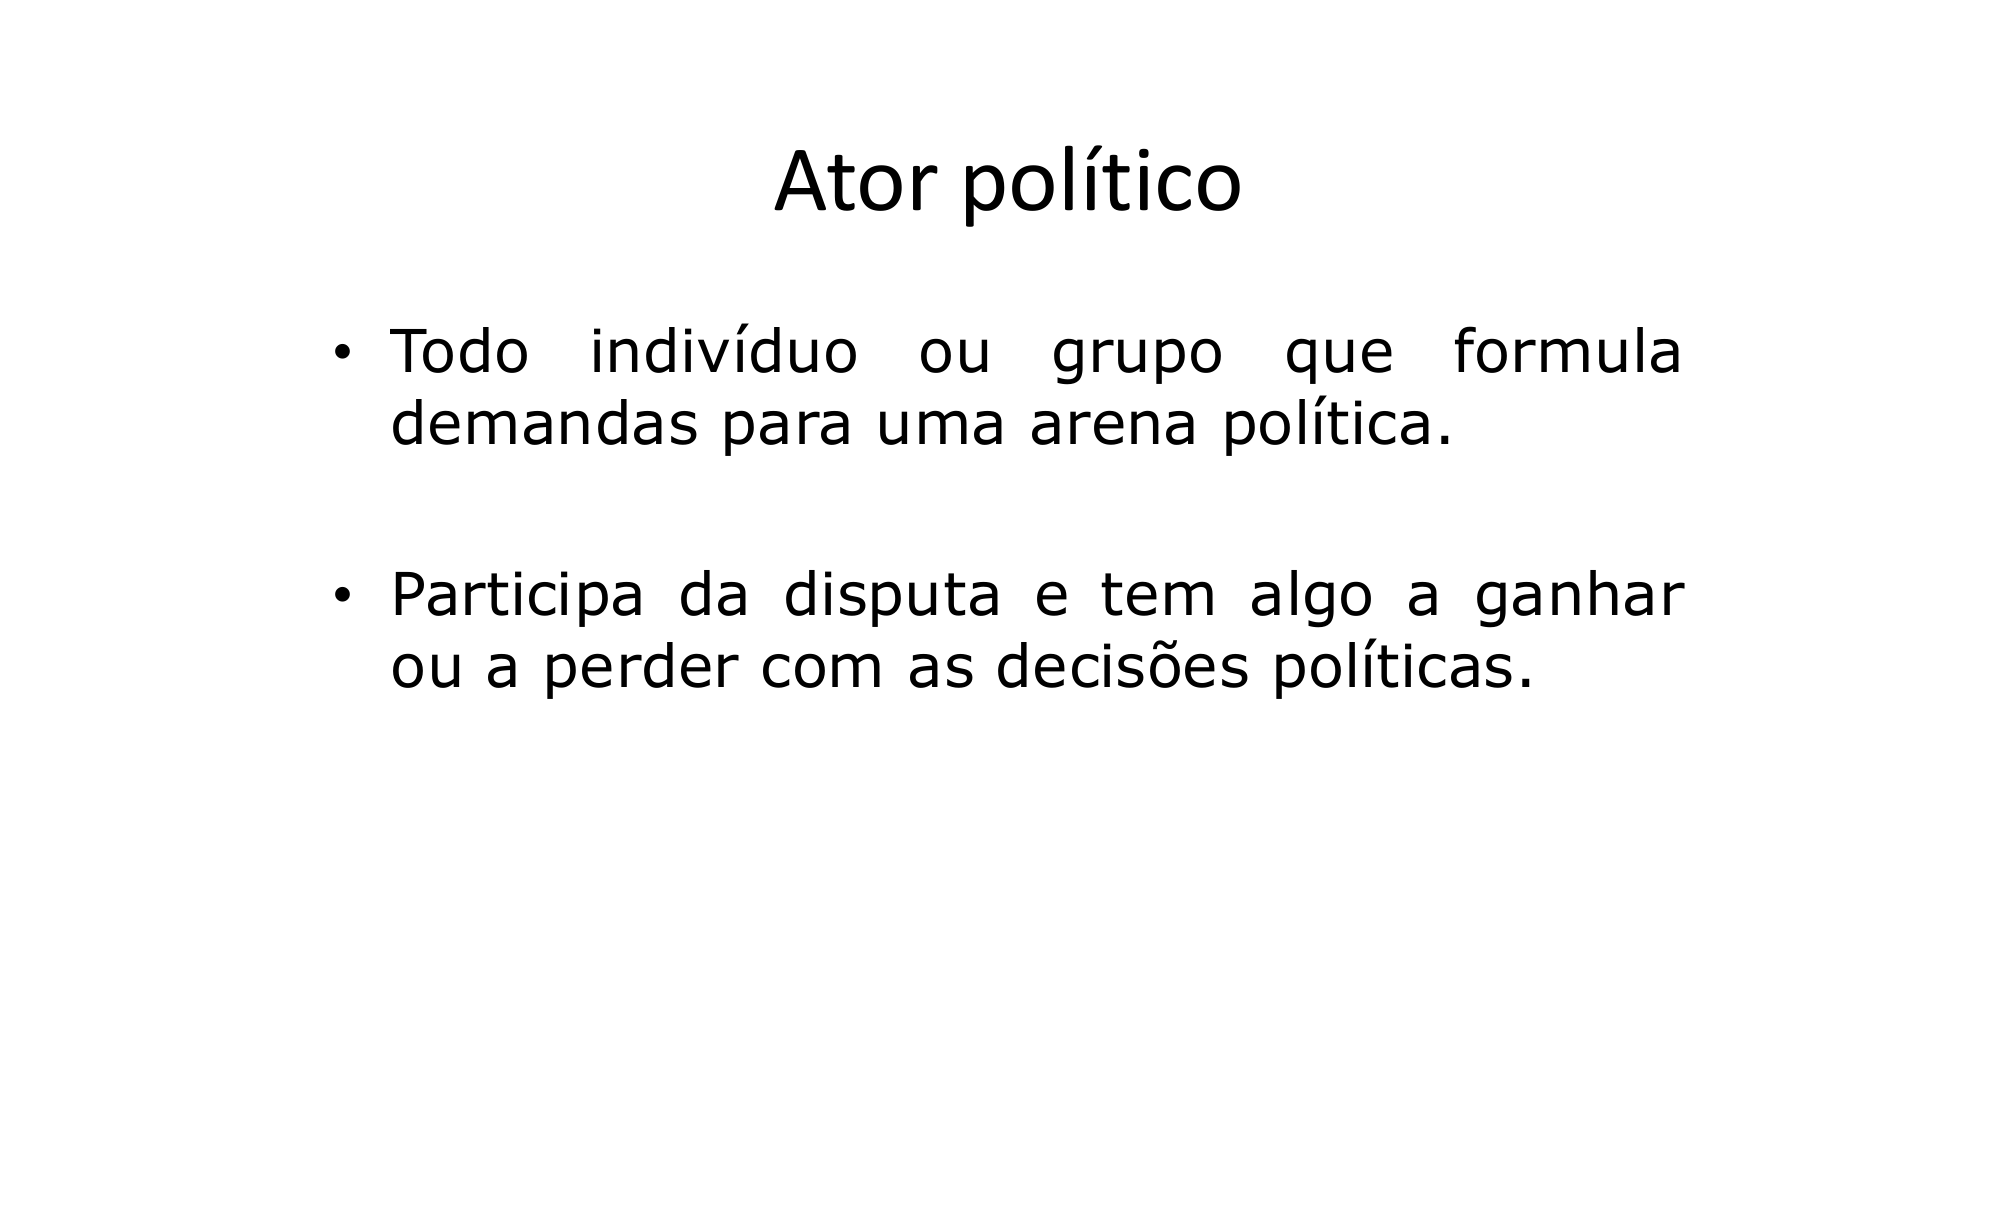 Ator político
• Todo indivíduo ou grupo que formula
demandas para uma arena política.
• Participa da disputa e tem algo a ganhar
ou a perder com as decisões políticas.